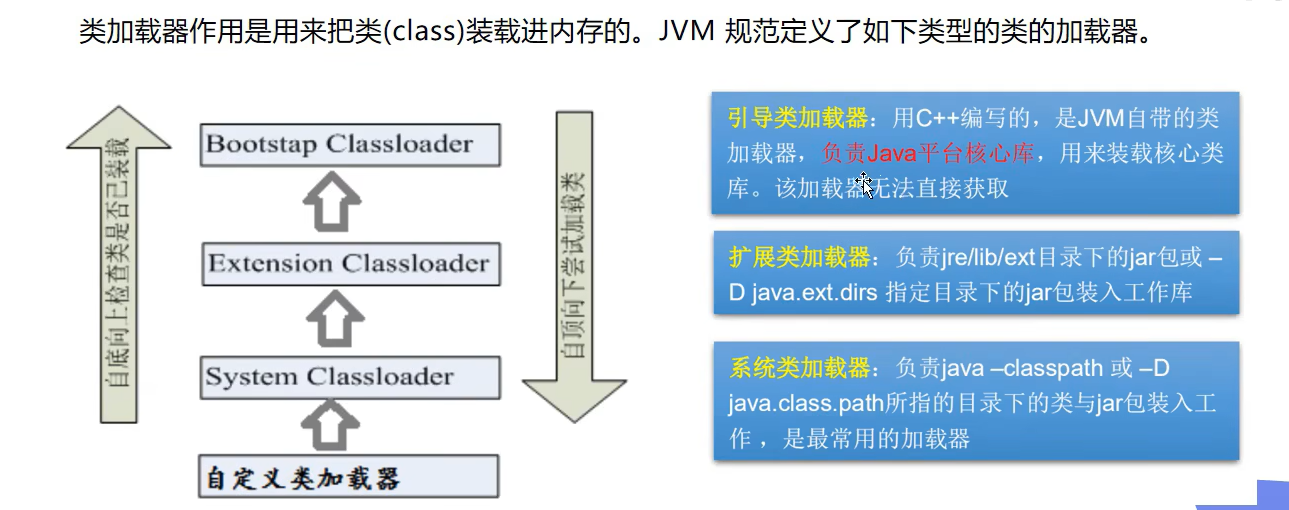 类加载器作用是用来把类(class)装载进内存的。JVM 规范定义了如下类型的类的加载器。
自底向上检查类是否已装载
Bootstap Classloader
Extension Classloader
System Classloader
自定义类加载器
自顶向下尝试加载类
引导类加载器：用C++编写的，是JVM自带的类
加载器，负责Java平台核心库，用来装载核心类
库。该加载器无法直接获取
扩展类加载器：负责jre/lib/ext目录下的jar包或 –
D java.ext.dirs 指定目录下的jar包装入工作库
系统类加载器：负责java –classpath 或 –D
java.class.path所指的目录下的类与jar包装入工
作 ，是最常用的加载器